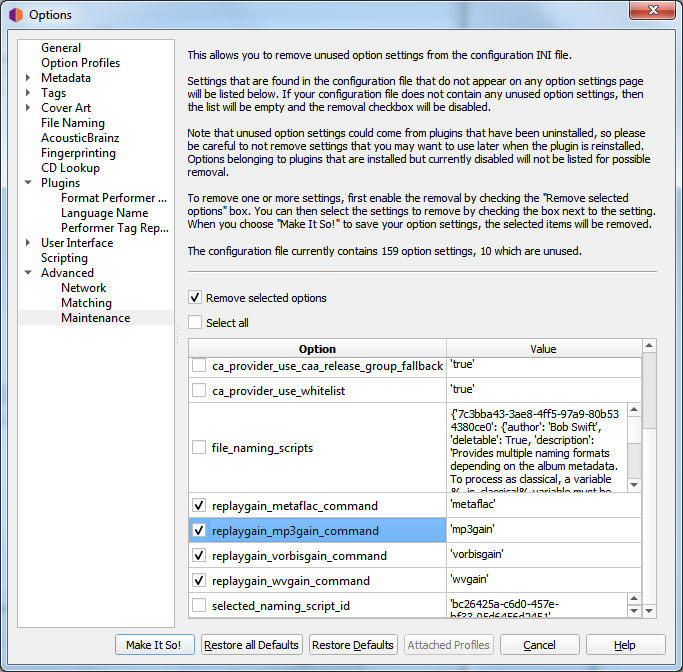 Options
General
Option Profiles
Metadata
Tags
Cover Art
File Naming
AcousticBrainz
Fingerprinting
CD Lookup
Plugins
Format Performer ...
Language Name
Performer Tag Rep...
User Interface
Scripting
Advanced
Network
Matching
Maintenance
This allows you to remove unused option settings from the configuration INI file.
Settings that are found in the configuration file that do not appear on any option settings page
will be listed below. If your configuration file does not contain any unused option settings, then
the list will be empty and the removal checkbox will be disabled.
Note that unused option settings could come from plugins that have been uninstalled, so please
be careful to not remove settings that you may want to use later when the plugin is reinstalled.
Options belonging to plugins that are installed but currently disabled will not be listed for possible
removal.
To remove one or more settings, first enable the removal by checking the "Remove selected
options" box. You can then select the settings to remove by checking the box next to the setting.
When you choose "Make It So!" to save your option settings, the selected items will be removed.
The configuration file currently contains 159 option settings, 10 which are unused.
Remove selected options
Select all
Option Value
ca_provider_use_caa_release_group_fallback 'true'
ca_provider_use_whitelist 'true'
file_naming_scripts
{'7c3bba43-3ae8-4ff5-97a9-80b53
4380ce0': {'author': 'Bob Swift',
'deletable': True, 'description':
'Provides multiple naming formats
depending on the album metadata.
To process as classical, a variable
%_is_classical% variable must be
replaygain_metaflac_command 'metaflac'
replaygain_mp3gain_command 'mp3gain'
replaygain_vorbisgain_command 'vorbisgain'
replaygain_wvgain_command 'wvgain'
selected_naming_script_id 'bc26425a-c6d0-457e-
bf33-05d6456d2451'
Make It So! Restore all Defaults Restore Defaults Attached Profiles Cancel Help